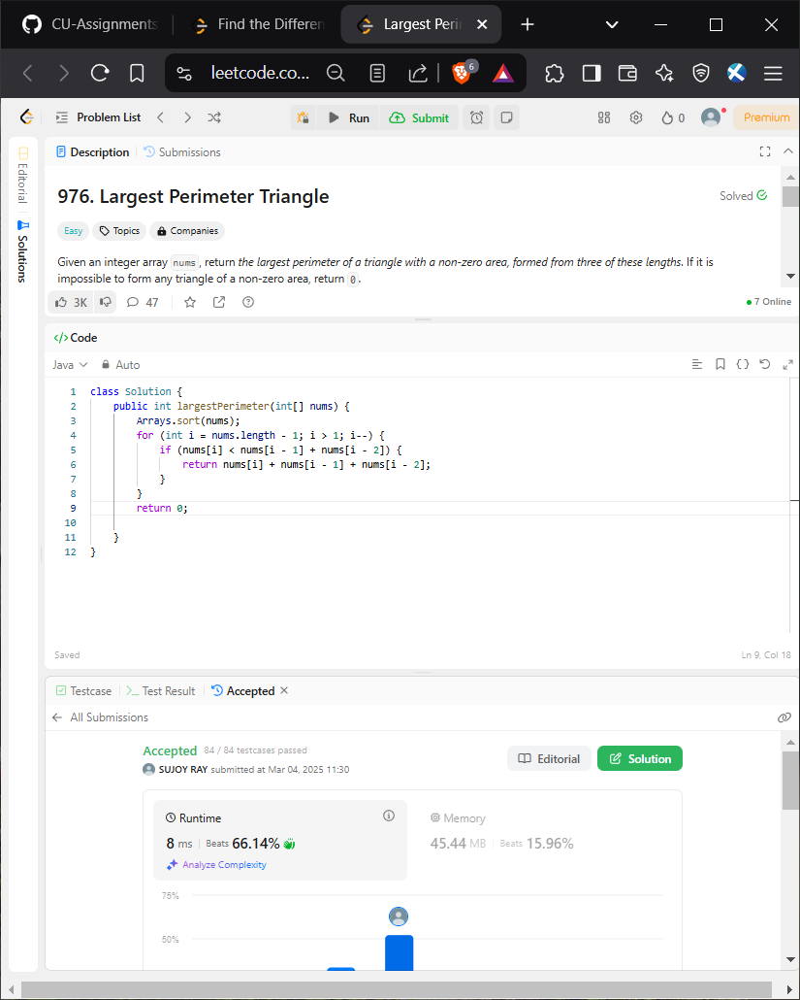 CU-Assignments
Find the Differen
Largest Peri
leetcode.co...
6
Problem List
Run
Submit
0
Premium
Editorial
Solutions
Description
Submissions
976. Largest Perimeter Triangle
Solved
Easy
Topics
Companies
Given an integer array nums, return the largest perimeter of a triangle with a non-zero area, formed from three of these lengths. If it is
impossible to form any triangle of a non-zero area, return 0.
3K
47
7 Online
</> Code
Java
Auto
1 class Solution {
2 public int largestPerimeter(int[] nums) {
3 Arrays.sort(nums);
4 for (int i = nums.length - 1; i > 1; i--) {
5 if (nums[i] < nums[i - 1] + nums[i - 2]) {
6 return nums[i] + nums[i - 1] + nums[i - 2];
7 }
8 }
9 return 0;
10
11 }
12 }
Saved
Ln 9, Col 18
Testcase
Test Result
Accepted
All Submissions
Accepted 84 / 84 testcases passed
SUJOY RAY submitted at Mar 04, 2025 11:30
Editorial
Solution
Runtime
8 ms Beats 66.14%
Analyze Complexity
Memory
45.44 MB Beats 15.96%
75%
50%